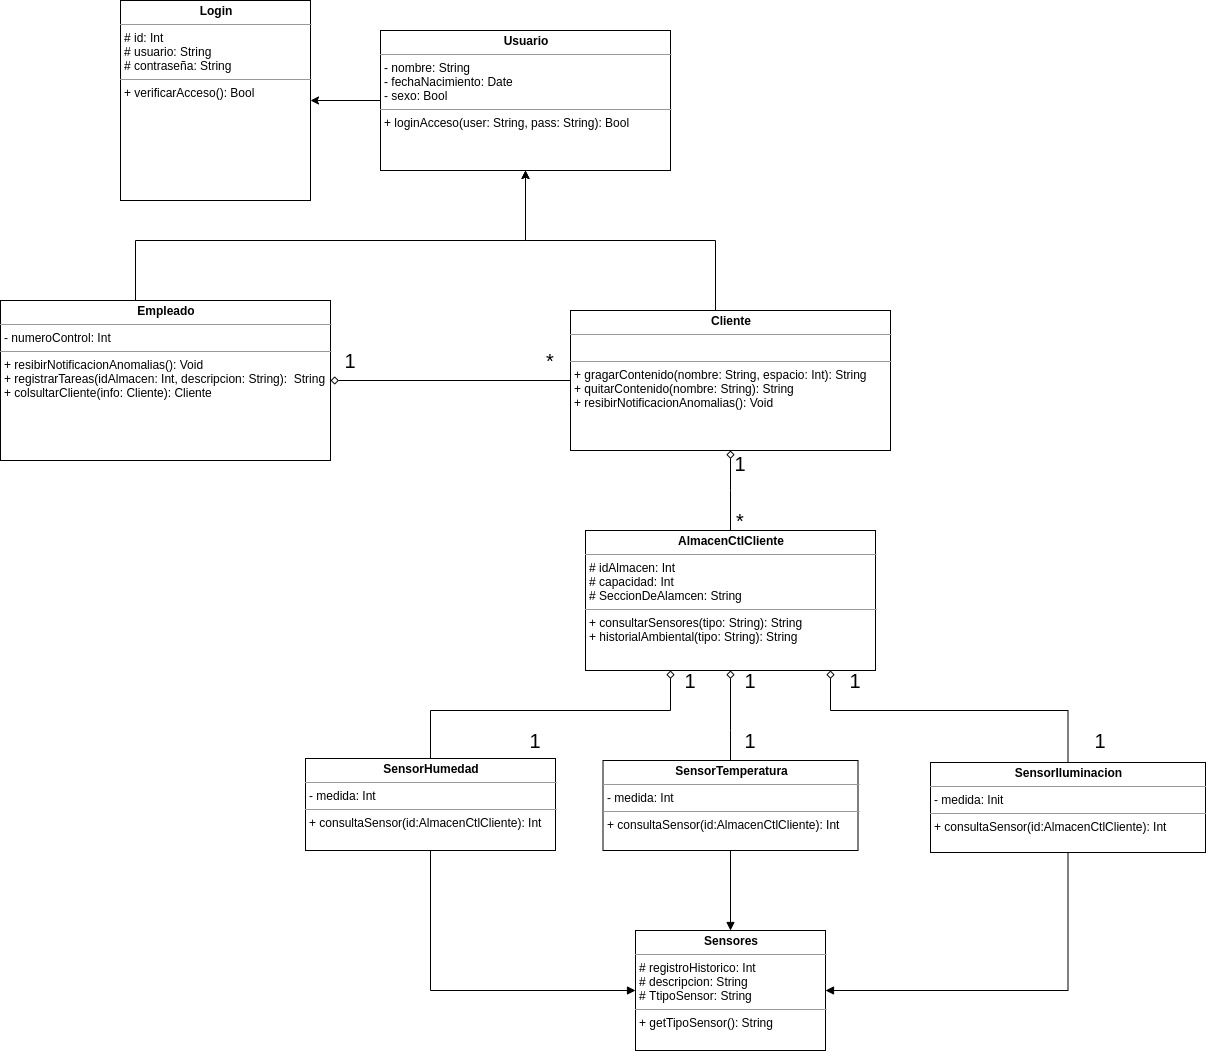 Login
# id: Int
# usuario: String
# contraseña: String
+ verificarAcceso(): Bool
Usuario
- nombre: String
- fechaNacimiento: Date
- sexo: Bool
+ loginAcceso(user: String, pass: String): Bool
Empleado
- numeroControl: Int
+ resibirNotificacionAnomalias(): Void
+ registrarTareas(idAlmacen: Int, descripcion: String):  String
+ colsultarCliente(info: Cliente): Cliente
1
*
Cliente
+ gragarContenido(nombre: String, espacio: Int): String
+ quitarContenido(nombre: String): String
+ resibirNotificacionAnomalias(): Void
1
*
AlmacenCtlCliente
# idAlmacen: Int
# capacidad: Int
# SeccionDeAlamcen: String
+ consultarSensores(tipo: String): String
+ historialAmbiental(tipo: String): String
1
1
1
1
1
1
SensorHumedad
- medida: Int
+ consultaSensor(id:AlmacenCtlCliente): Int
SensorTemperatura
- medida: Int
+ consultaSensor(id:AlmacenCtlCliente): Int
SensorIluminacion
- medida: Init
+ consultaSensor(id:AlmacenCtlCliente): Int
Sensores
# registroHistorico: Int
# descripcion: String
# TtipoSensor: String
+ getTipoSensor(): String